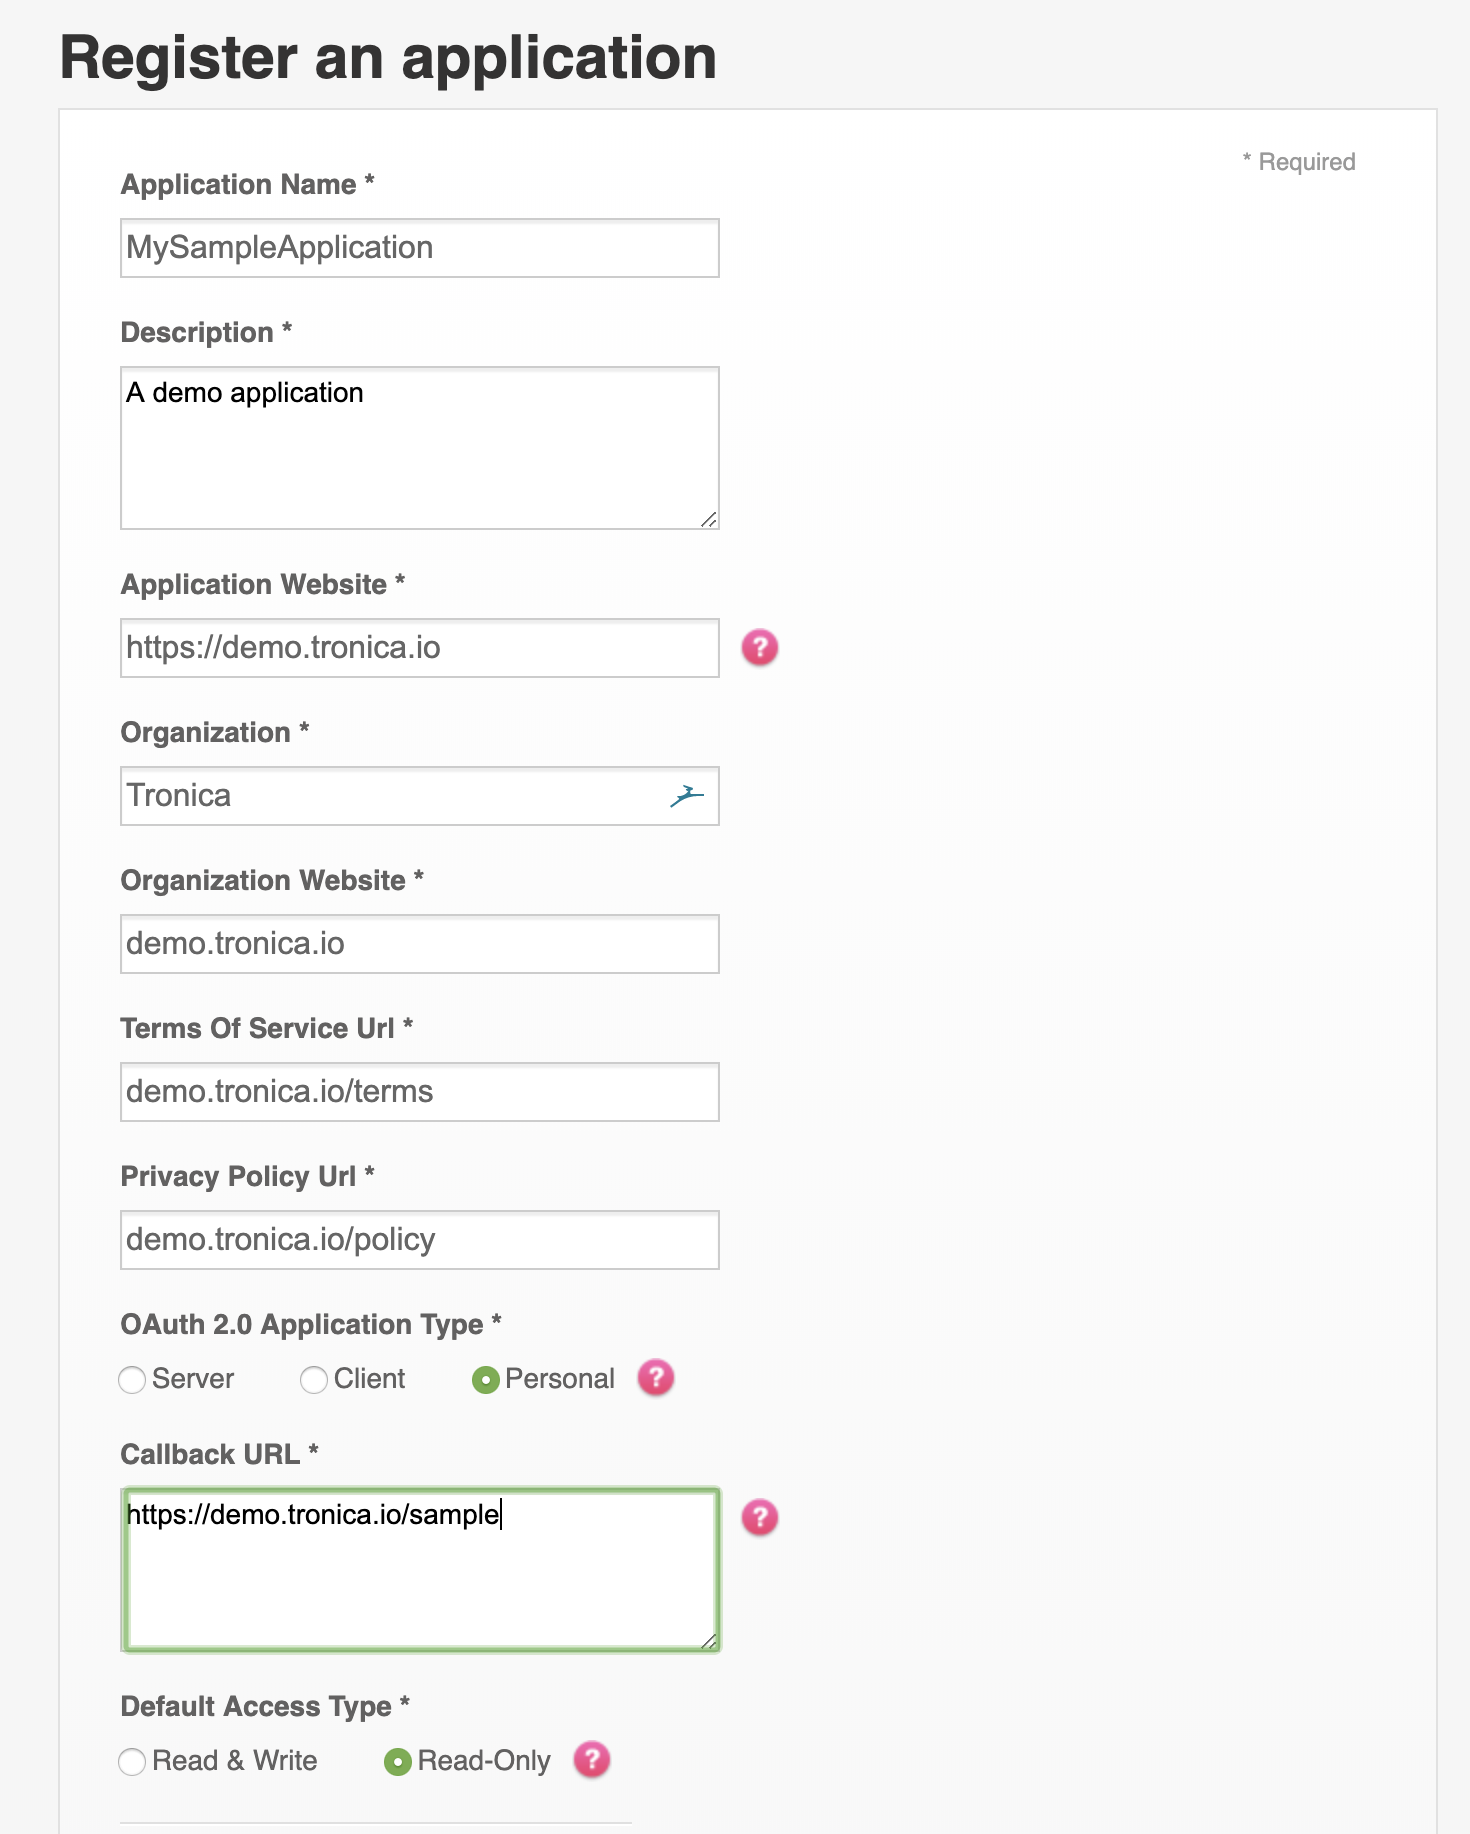 Register an application
* Required
Application Name *
MySampleApplication
Description *
A demo application
Application Website *
https://demo.tronica.io
?
Organization *
Tronica
Organization Website *
demo.tronica.io
Terms Of Service Url *
demo.tronica.io/terms
Privacy Policy Url *
demo.tronica.io/policy
OAuth 2.0 Application Type *
Server Client Personal ?
Callback URL *
https://demo.tronica.io/sample
?
Default Access Type *
Read & Write Read-Only ?